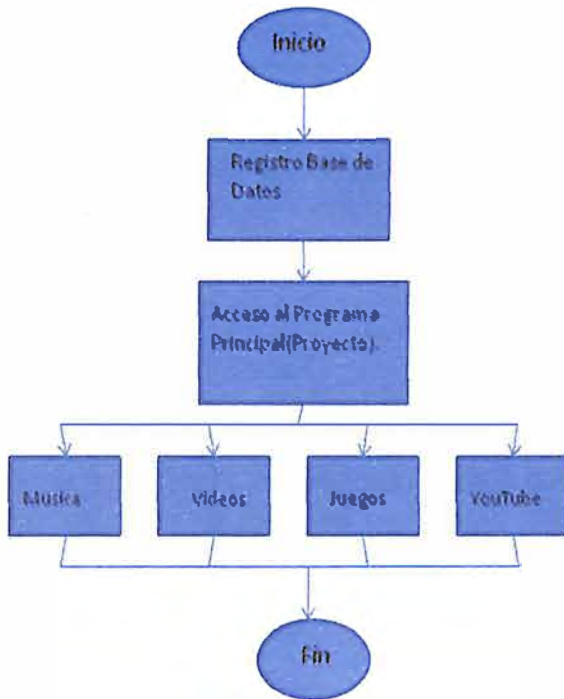 Inicio
Registro Base de
Datos
Acceso al Programa
Principal(Proyecto).
Musica
Videos
Juegos
YouTube
Fin